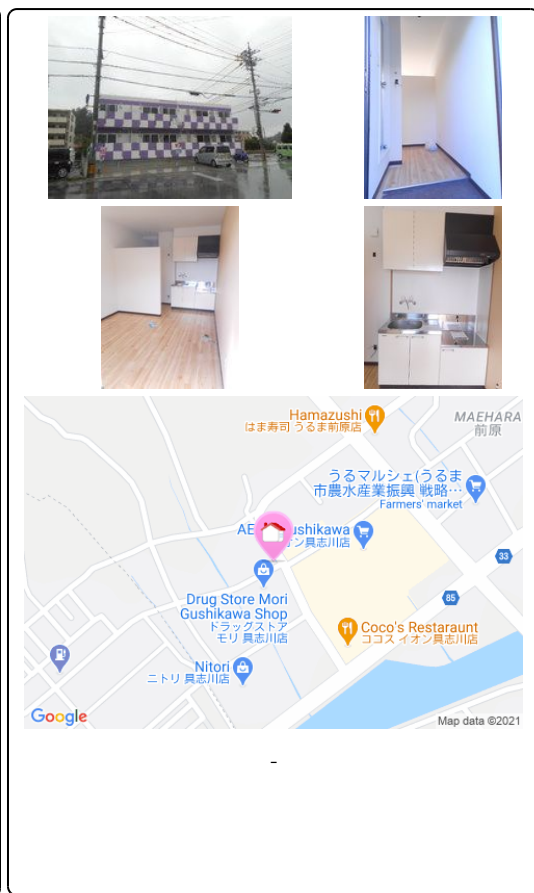 Hamazushi
はま寿司 うるま前原店
MAEHARA
前原
うるマルシェ(うるま
市農水産業振興 戦略…
Farmers' market
AE
ushikawa
ン具志川店
33
Drug Store Mori
Gushikawa Shop
ドラッグストア
モリ 具志川店
85
Coco's Restaraunt
ココス イオン具志川店
Nitori
ニトリ 具志川店
Google
Map data ©2021
-